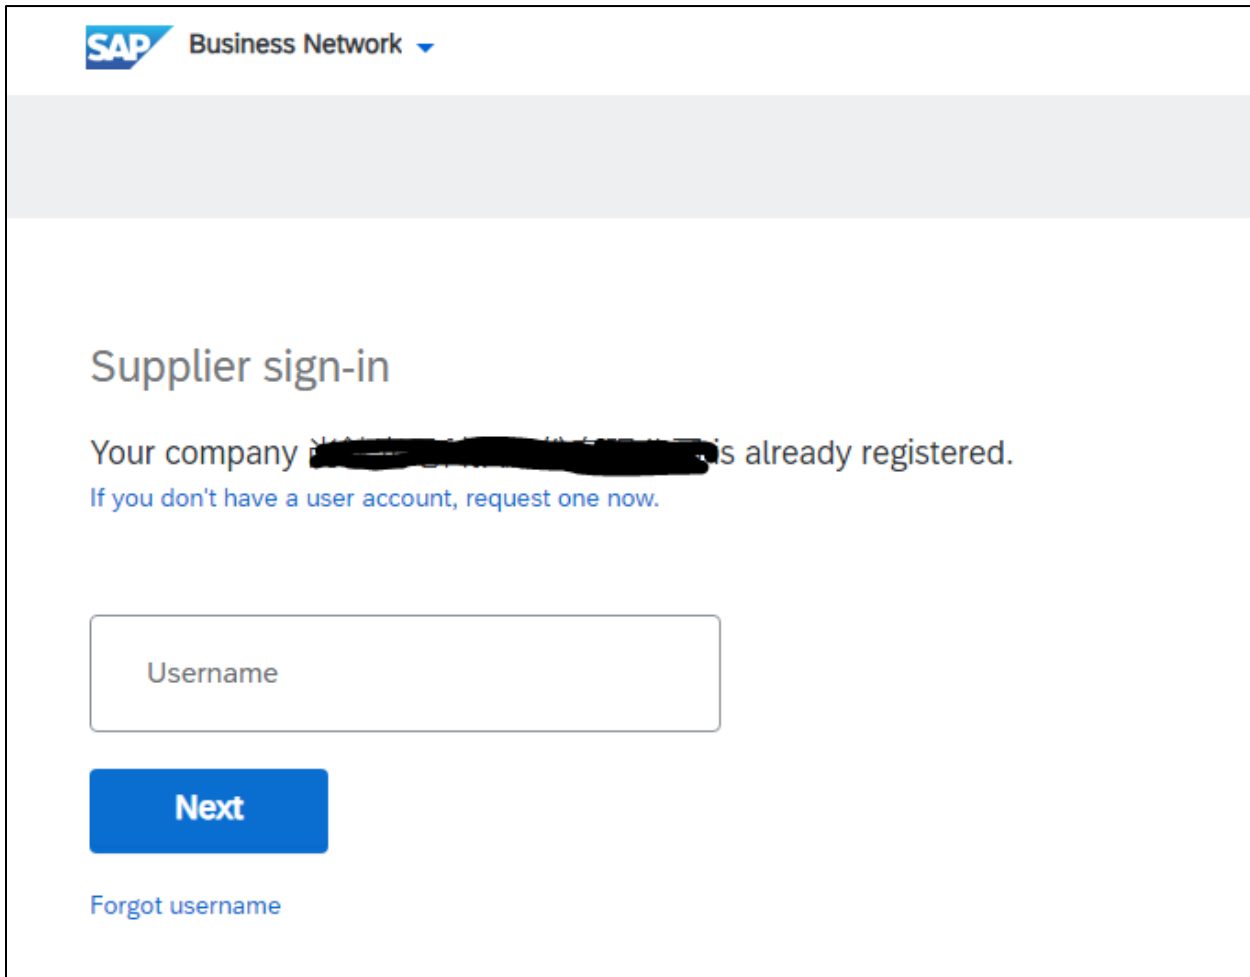 SAP Business Network
Supplier sign-in
Your company is already registered.
If you don't have a user account, request one now.
Username
Next
Forgot username